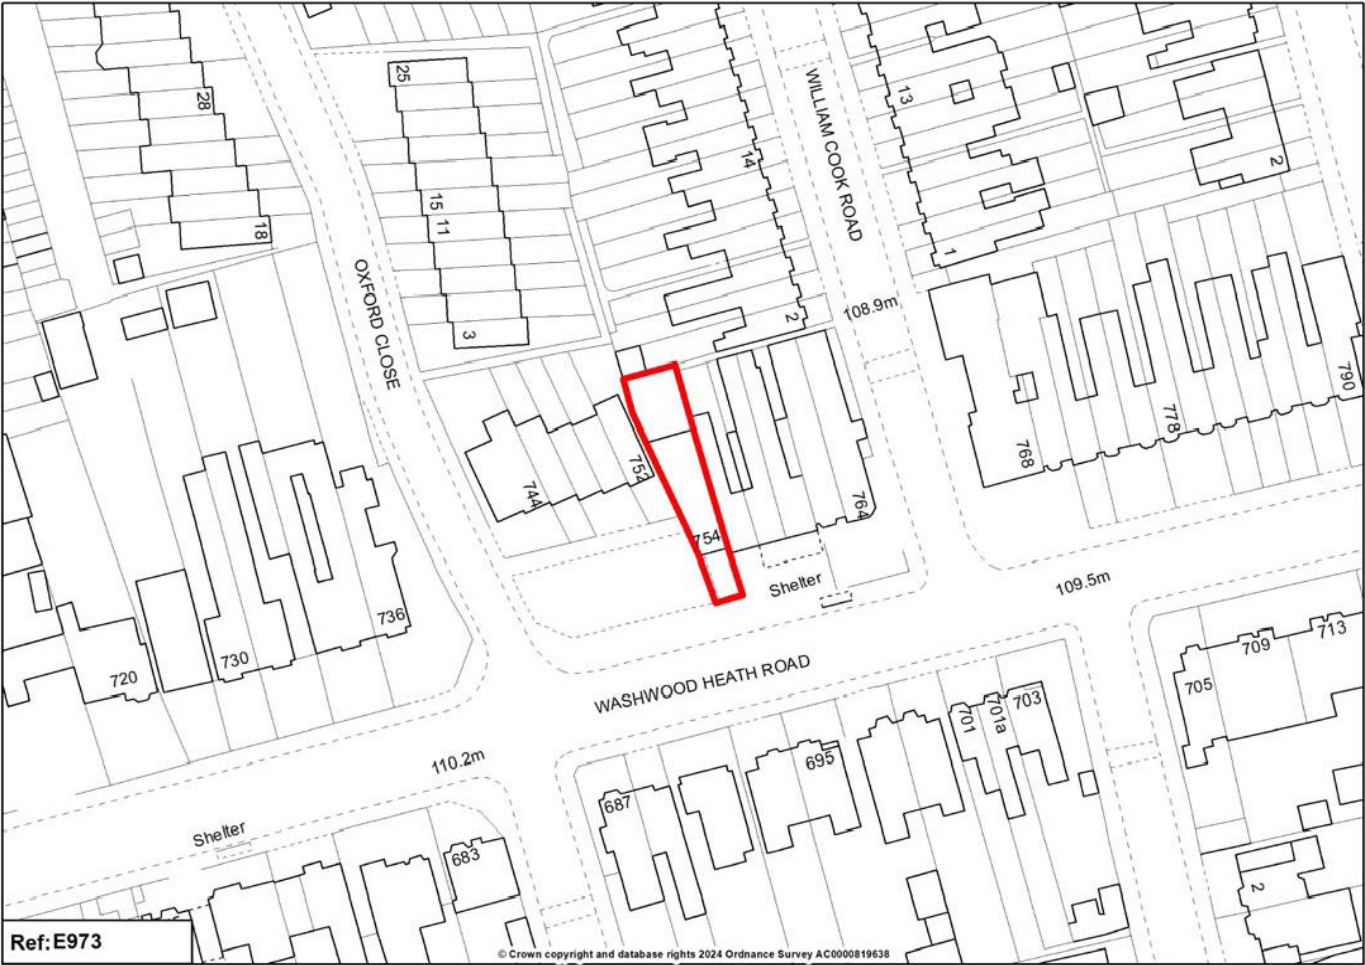 25
28
15
11
18
3
OXFORD CLOSE
WILLIAM COOK ROAD
14
13
2
1
2
108.9m
752
744
754
764
768
778
790
Shelter
109.5m
736
730
720
WASHWOOD HEATH ROAD
705
709
713
701
701a
703
695
687
110.2m
Shelter
683
2
Ref:E973
© Crown copyright and database rights 2024 Ordnance Survey AC0000819638